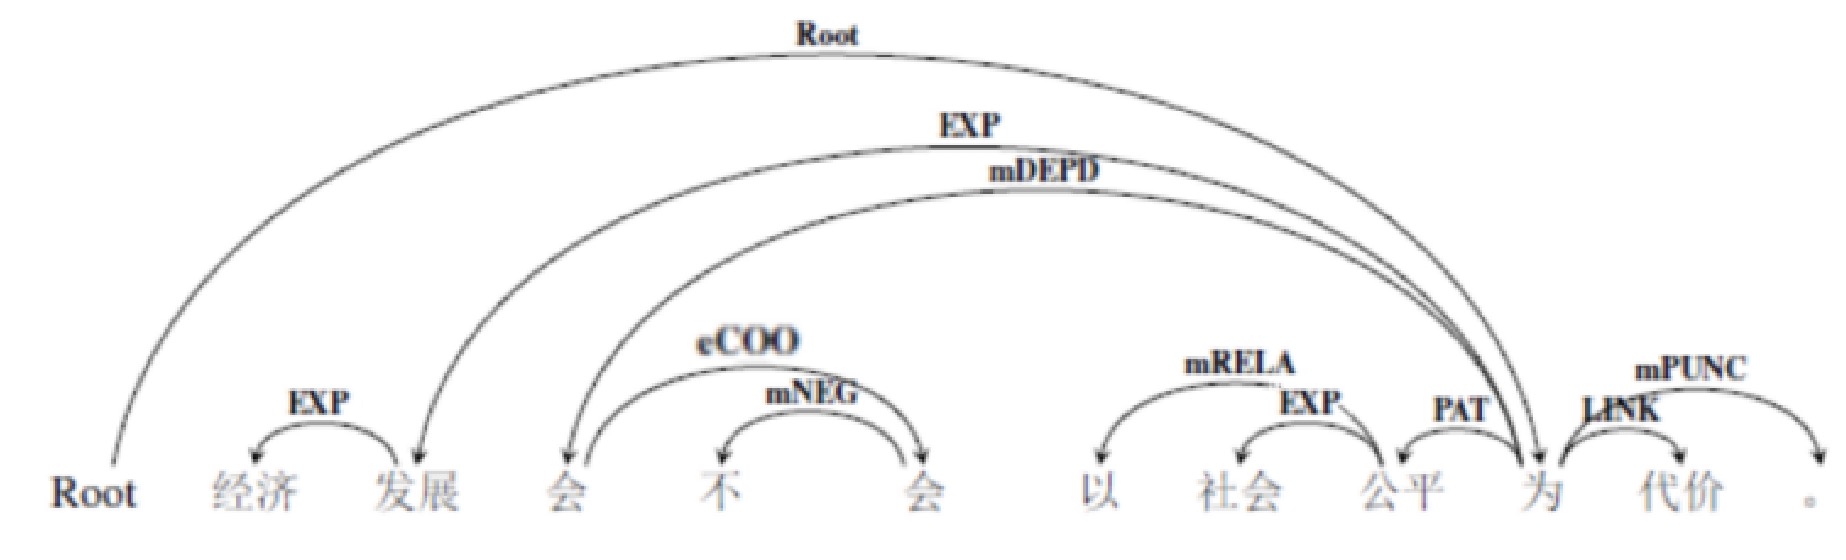 Root
EXP
mDEPD
eCOO
mRELA mPUNC
EXP mNEG EXP PAT LINK
Root 经济 发展 会 不 会 以 社会 公平 为 代价 。